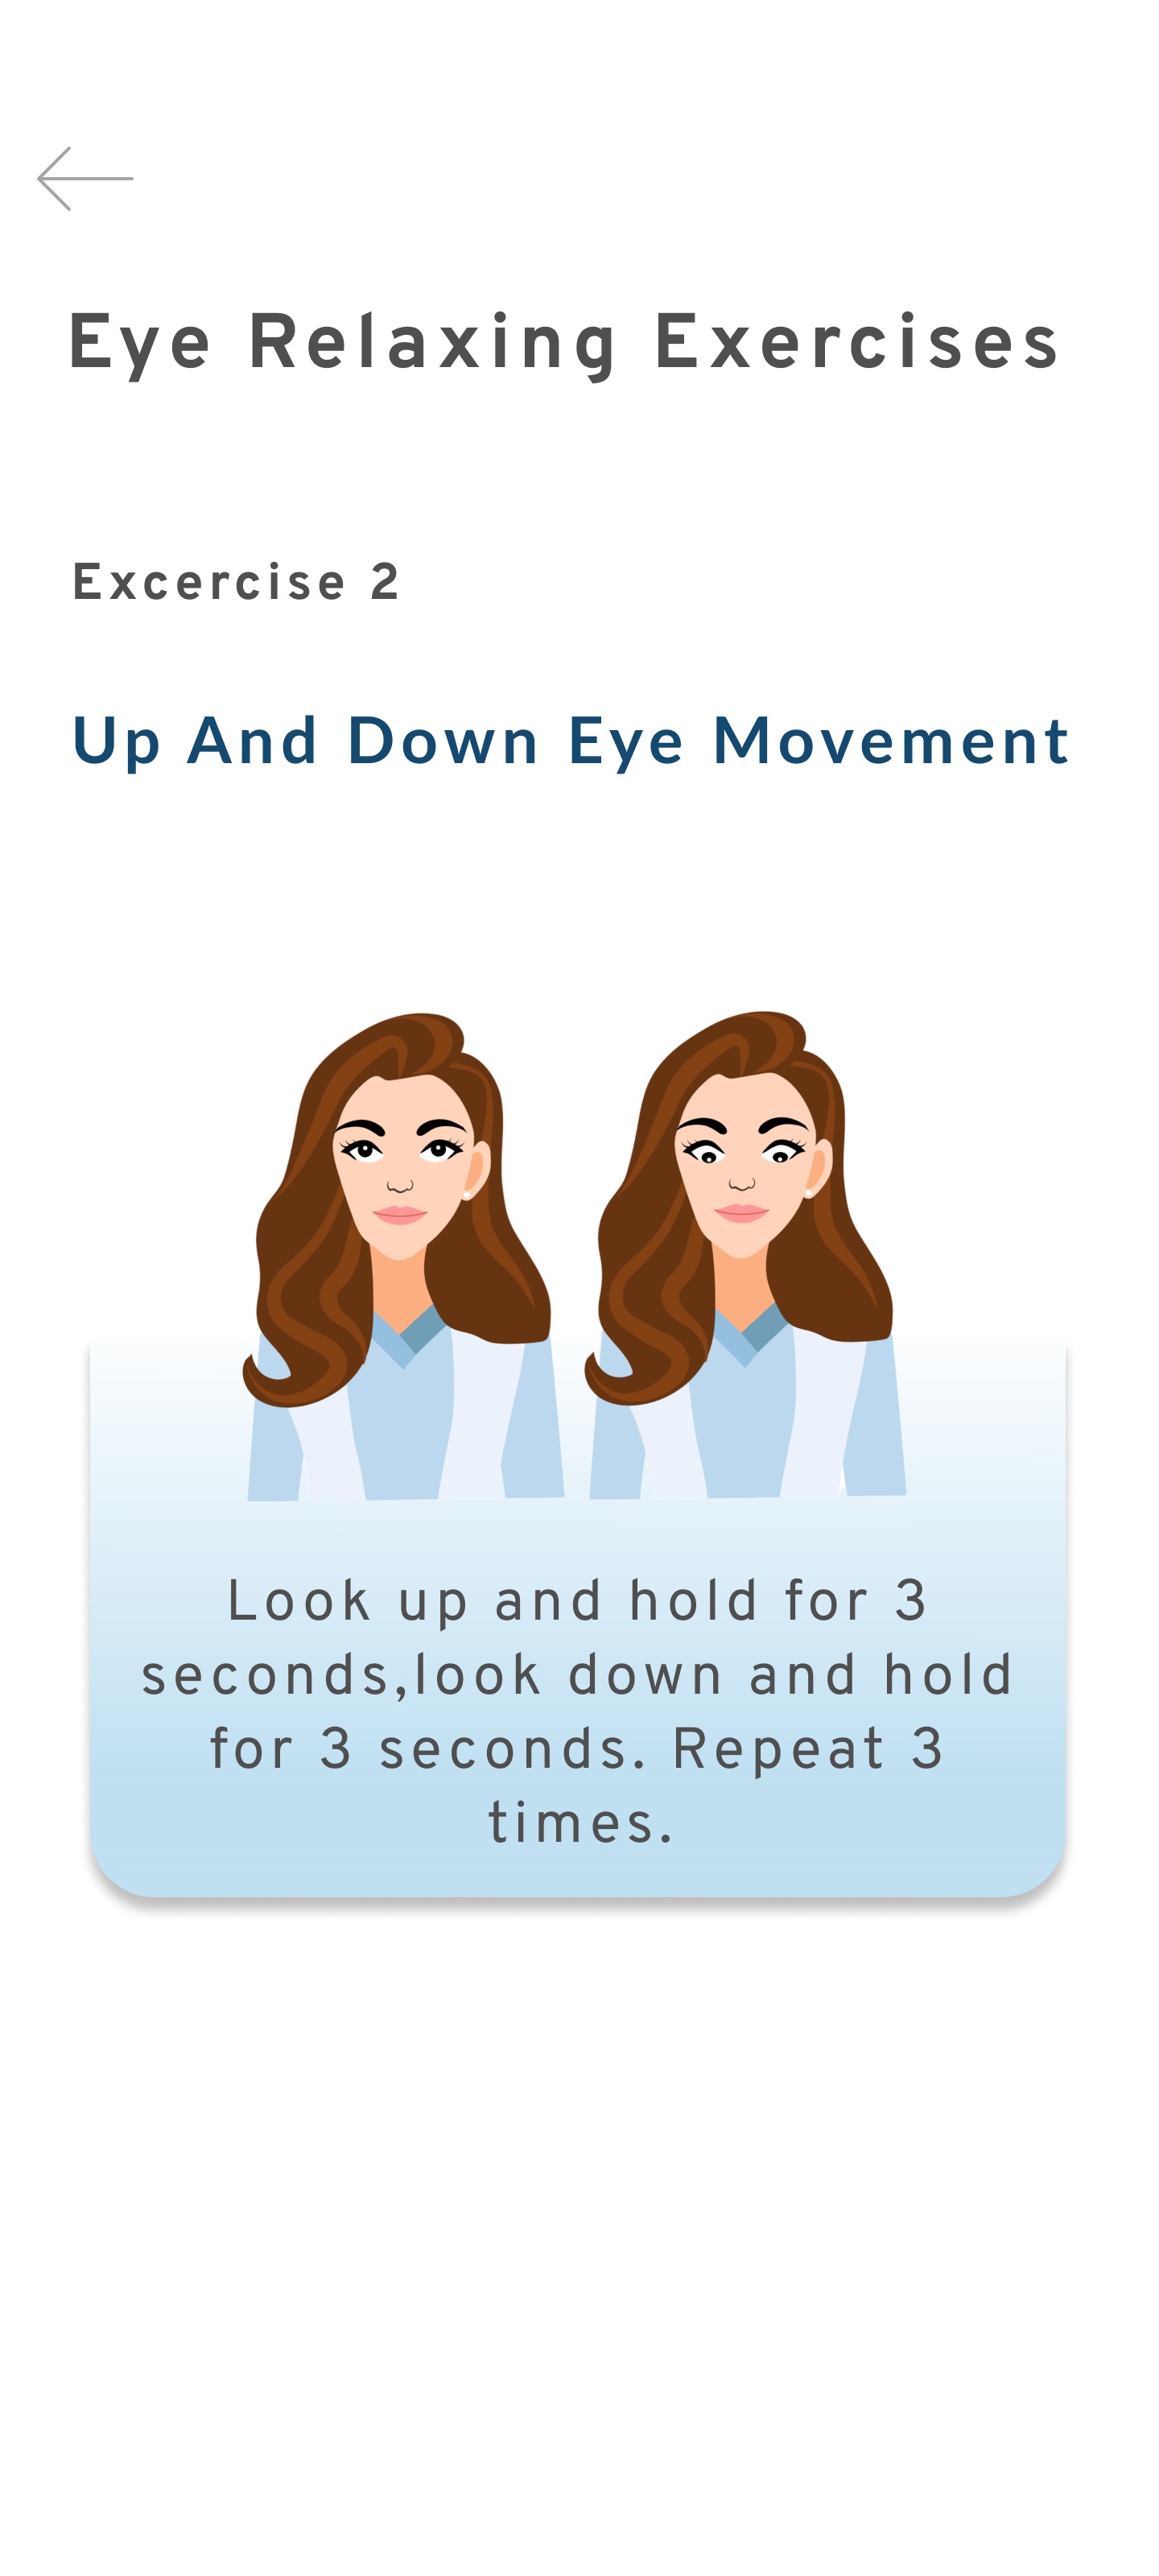 Eye Relaxing Exercises
Excercise 2
Up And Down Eye Movement
Look up and hold for 3
seconds,look down and hold
for 3 seconds. Repeat 3
times.